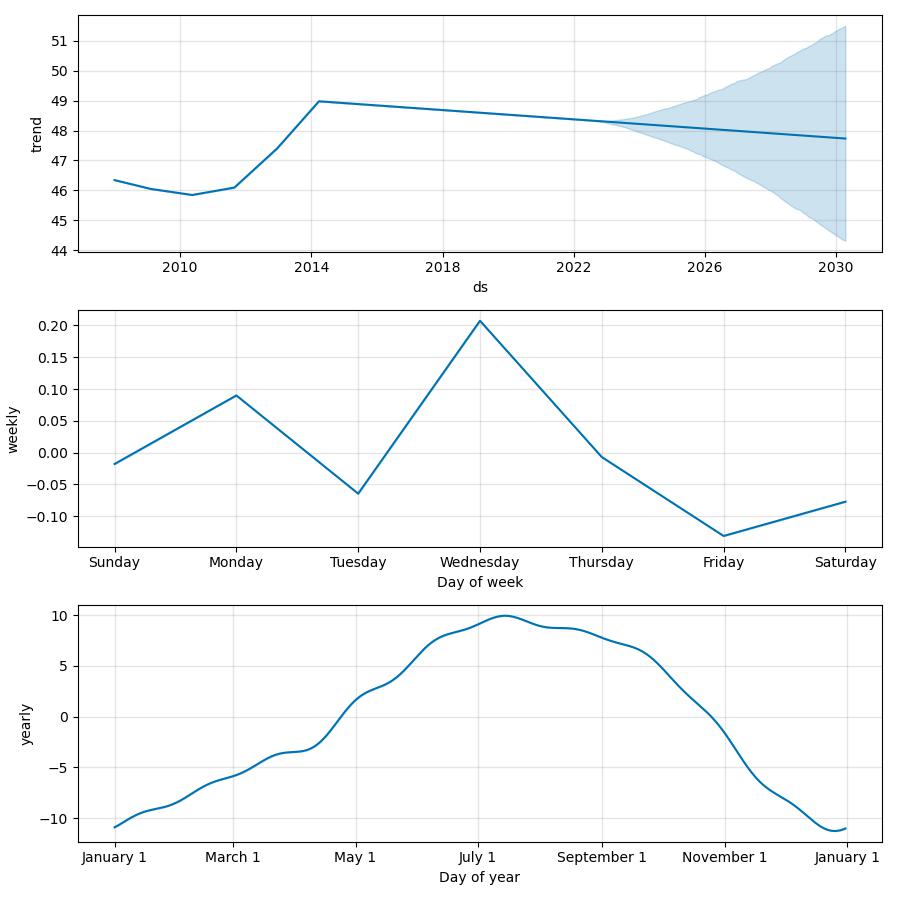 51
50
49
48
47
46
45
44
trend
2010 2014 2018 2022 2026 2030
ds
0.20
0.15
0.10
0.05
0.00
−0.05
−0.10
weekly
Sunday Monday Tuesday Wednesday Thursday Friday Saturday
Day of week
10
5
0
−5
−10
yearly
January 1 March 1 May 1 July 1 September 1 November 1 January 1
Day of year